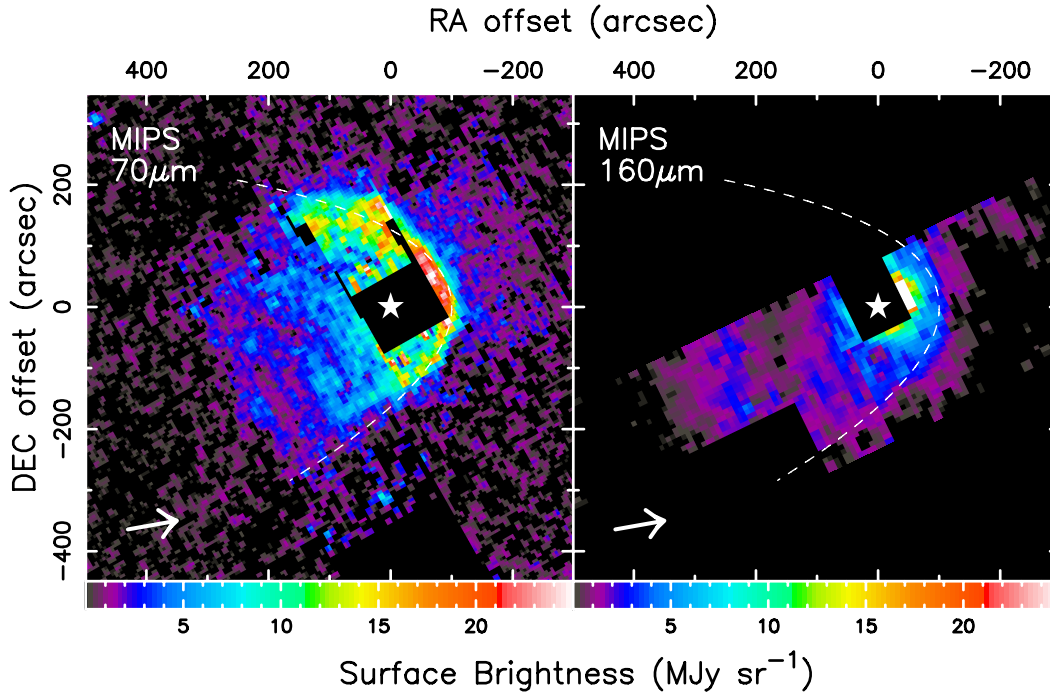 RA offset (arcsec)
400 200 0 −200 400 200 0 −200
MIPS
70μm
MIPS
160μm
DEC offset (arcsec)
200
0
−200
−400
5 10 15 20 5 10 15 20
Surface Brightness (MJy sr−1)